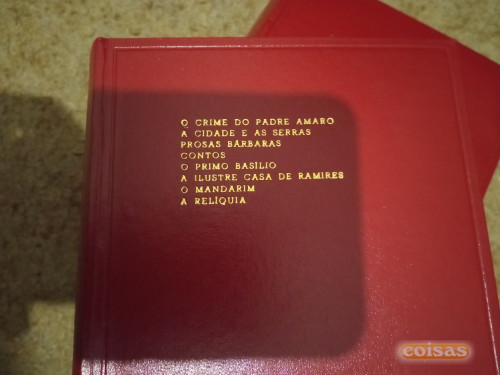 O CRIME DO PADRE AMARO
A CIDADE E AS SERRAS
PROSAS BÁRBARAS
CONTOS
O PRIMO BASÍLIO
A ILUSTRE CASA DE RAMIRES
O MANDARIM
A RELÍQUIA
coisas